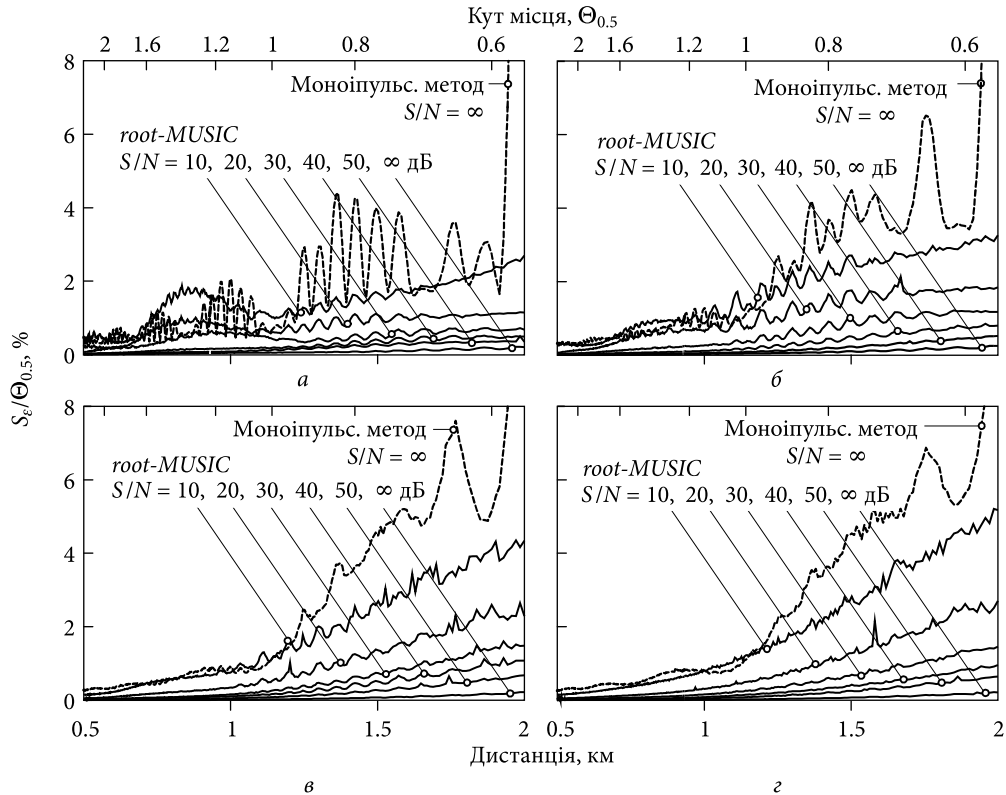 Кут місця, Θ0.5
2 1.6 1.2 1 0.8 0.6
2 1.6 1.2 1 0.8 0.6
8
6
4
2
0
Моноіпульс. метод
S/N = ∞
root-MUSIC
S/N = 10, 20, 30, 40, 50, ∞ дБ
а
Моноіпульс. метод
S/N = ∞
root-MUSIC
S/N = 10, 20, 30, 40, 50, ∞ дБ
б
Sε/Θ0.5, %
8
6
4
2
0
Моноіпульс. метод
S/N = ∞
root-MUSIC
S/N = 10, 20, 30, 40, 50, ∞ дБ
Моноіпульс. метод
S/N = ∞
root-MUSIC
S/N = 10, 20, 30, 40, 50, ∞ дБ
0.5 1 1.5 2
0.5 1 1.5 2
Дистанція, км
в
г